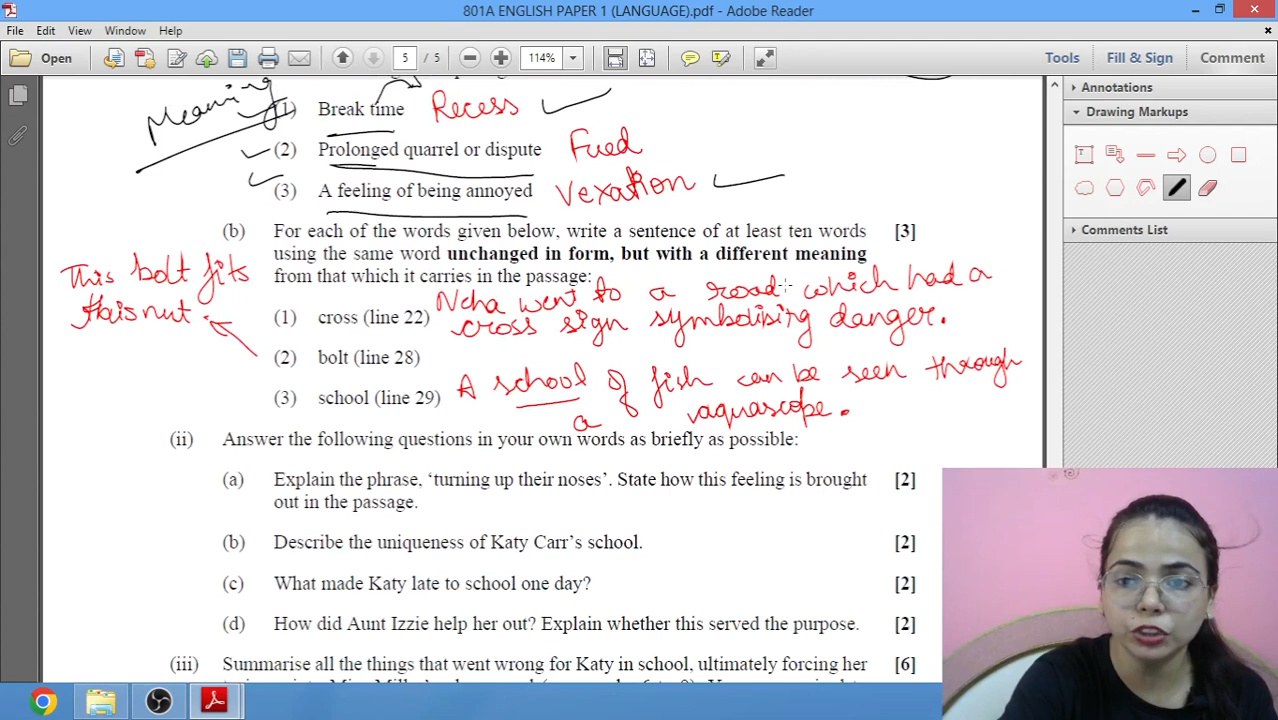 801A ENGLISH PAPER 1 (LANGUAGE).pdf - Adobe Reader
File Edit View Window Help
Open 5 / 5 114% Tools Fill & Sign Comment
Annotations
Drawing Markups
Comments List
Meaning
(1) Break time Recess
(2) Prolonged quarrel or dispute Fued
(3) A feeling of being annoyed Vexation
(b) For each of the words given below, write a sentence of at least ten words [3]
using the same word unchanged in form, but with a different meaning
from that which it carries in the passage:
This bolt fits
this nut.
Neha went to a road which had a
(1) cross (line 22) cross sign symbolising danger.
(2) bolt (line 28)
(3) school (line 29) A school of fish can be seen through
a aquascope.
(ii) Answer the following questions in your own words as briefly as possible:
(a) Explain the phrase, ‘turning up their noses’. State how this feeling is brought [2]
out in the passage.
(b) Describe the uniqueness of Katy Carr’s school. [2]
(c) What made Katy late to school one day? [2]
(d) How did Aunt Izzie help her out? Explain whether this served the purpose. [2]
(iii) Summarise all the things that went wrong for Katy in school, ultimately forcing her [6]